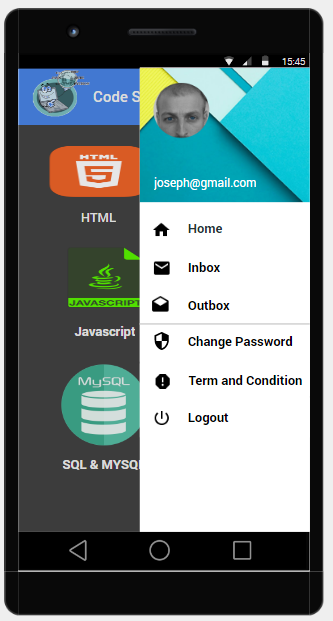 15:45
Code S
joseph@gmail.com
HTML
HTML
Home
Inbox
JAVASCRIPT
Outbox
Javascript
Change Password
MySQL
Term and Condition
Logout
SQL & MYSQ